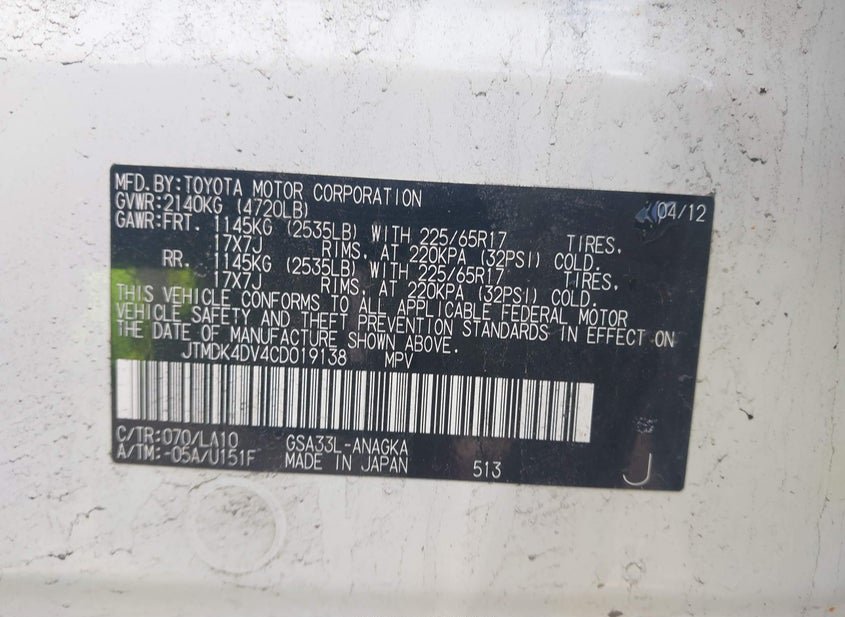 MFD.BY:TOYOTA MOTOR CORPORATION 04/12
GVWR:2140KG (4720LB)
GAWR:FRT. 1145KG (2535LB) WITH 225/65R17 TIRES,
17X7J RIMS, AT 220KPA (32PSI) COLD.
RR. 1145KG (2535LB) WITH 225/65R17 TIRES,
17X7J RIMS, AT 220KPA (32PSI) COLD.
THIS VEHICLE CONFORMS TO ALL APPLICABLE FEDERAL MOTOR
VEHICLE SAFETY AND THEFT PREVENTION STANDARDS IN EFFECT ON
THE DATE OF MANUFACTURE SHOWN ABOVE.
JTMDK4DV4CD019138 MPV
C/TR:070/LA10 GSA33L-ANAGKA
A/TM:-05A/U151F MADE IN JAPAN 513 J